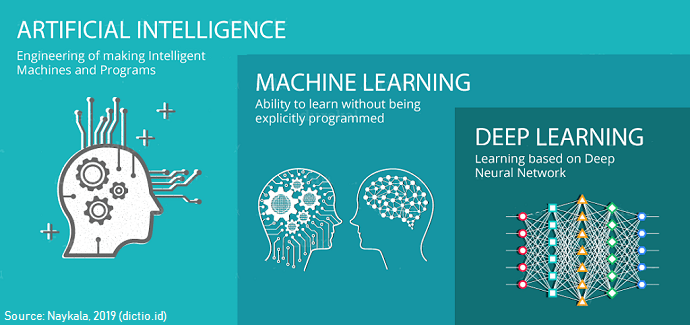 ARTIFICIAL INTELLIGENCE
Engineering of making Intelligent
Machines and Programs
MACHINE LEARNING
Ability to learn without being
explicitly programmed
DEEP LEARNING
Learning based on Deep
Neural Network
Source: Naykala, 2019 (dictio.id)